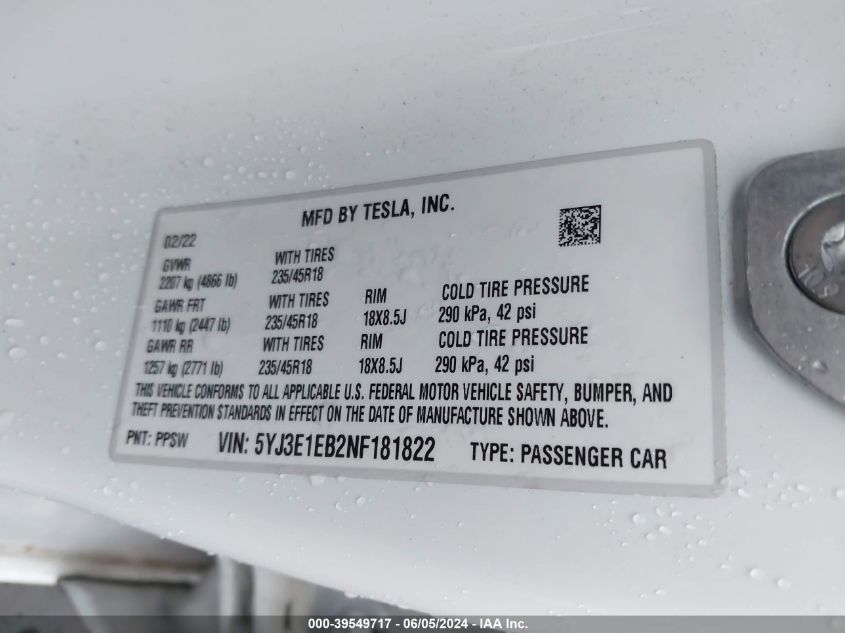 MFD BY TESLA, INC.
02/22
GVWR WITH TIRES
2207 kg (4866 lb) 235/45R18
GAWR FRT WITH TIRES RIM COLD TIRE PRESSURE
1110 kg (2447 lb) 235/45R18 18X8.5J 290 kPa, 42 psi
GAWR RR WITH TIRES RIM COLD TIRE PRESSURE
1257 kg (2771 lb) 235/45R18 18X8.5J 290 kPa, 42 psi
THIS VEHICLE CONFORMS TO ALL APPLICABLE U.S. FEDERAL MOTOR VEHICLE SAFETY, BUMPER, AND
THEFT PREVENTION STANDARDS IN EFFECT ON THE DATE OF MANUFACTURE SHOWN ABOVE.
PNT: PPSW VIN: 5YJ3E1EB2NF181822 TYPE: PASSENGER CAR
000-39549717 - 06/05/2024 - IAA Inc.